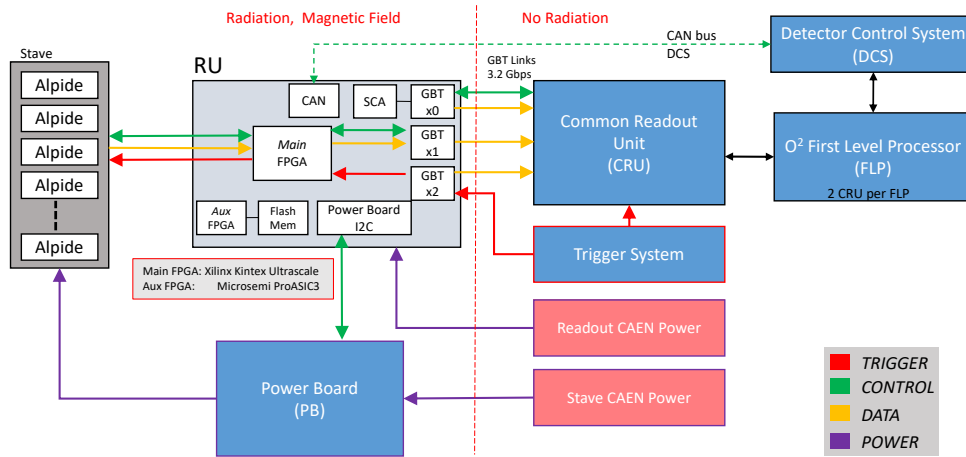 Radiation, Magnetic Field
No Radiation
Stave
Alpide
Alpide
Alpide
Alpide
Alpide
RU
CAN
SCA
GBT
x0
Main
FPGA
GBT
x1
GBT
x2
Aux
FPGA
Flash
Mem
Power Board
I2C
CAN bus
DCS
GBT Links
3.2 Gbps
Detector Control System
(DCS)
Common Readout
Unit
(CRU)
O² First Level Processor
(FLP)
2 CRU per FLP
Trigger System
Main FPGA: Xilinx Kintex Ultrascale
Aux FPGA: Microsemi ProASIC3
Readout CAEN Power
Power Board
(PB)
Stave CAEN Power
TRIGGER
CONTROL
DATA
POWER